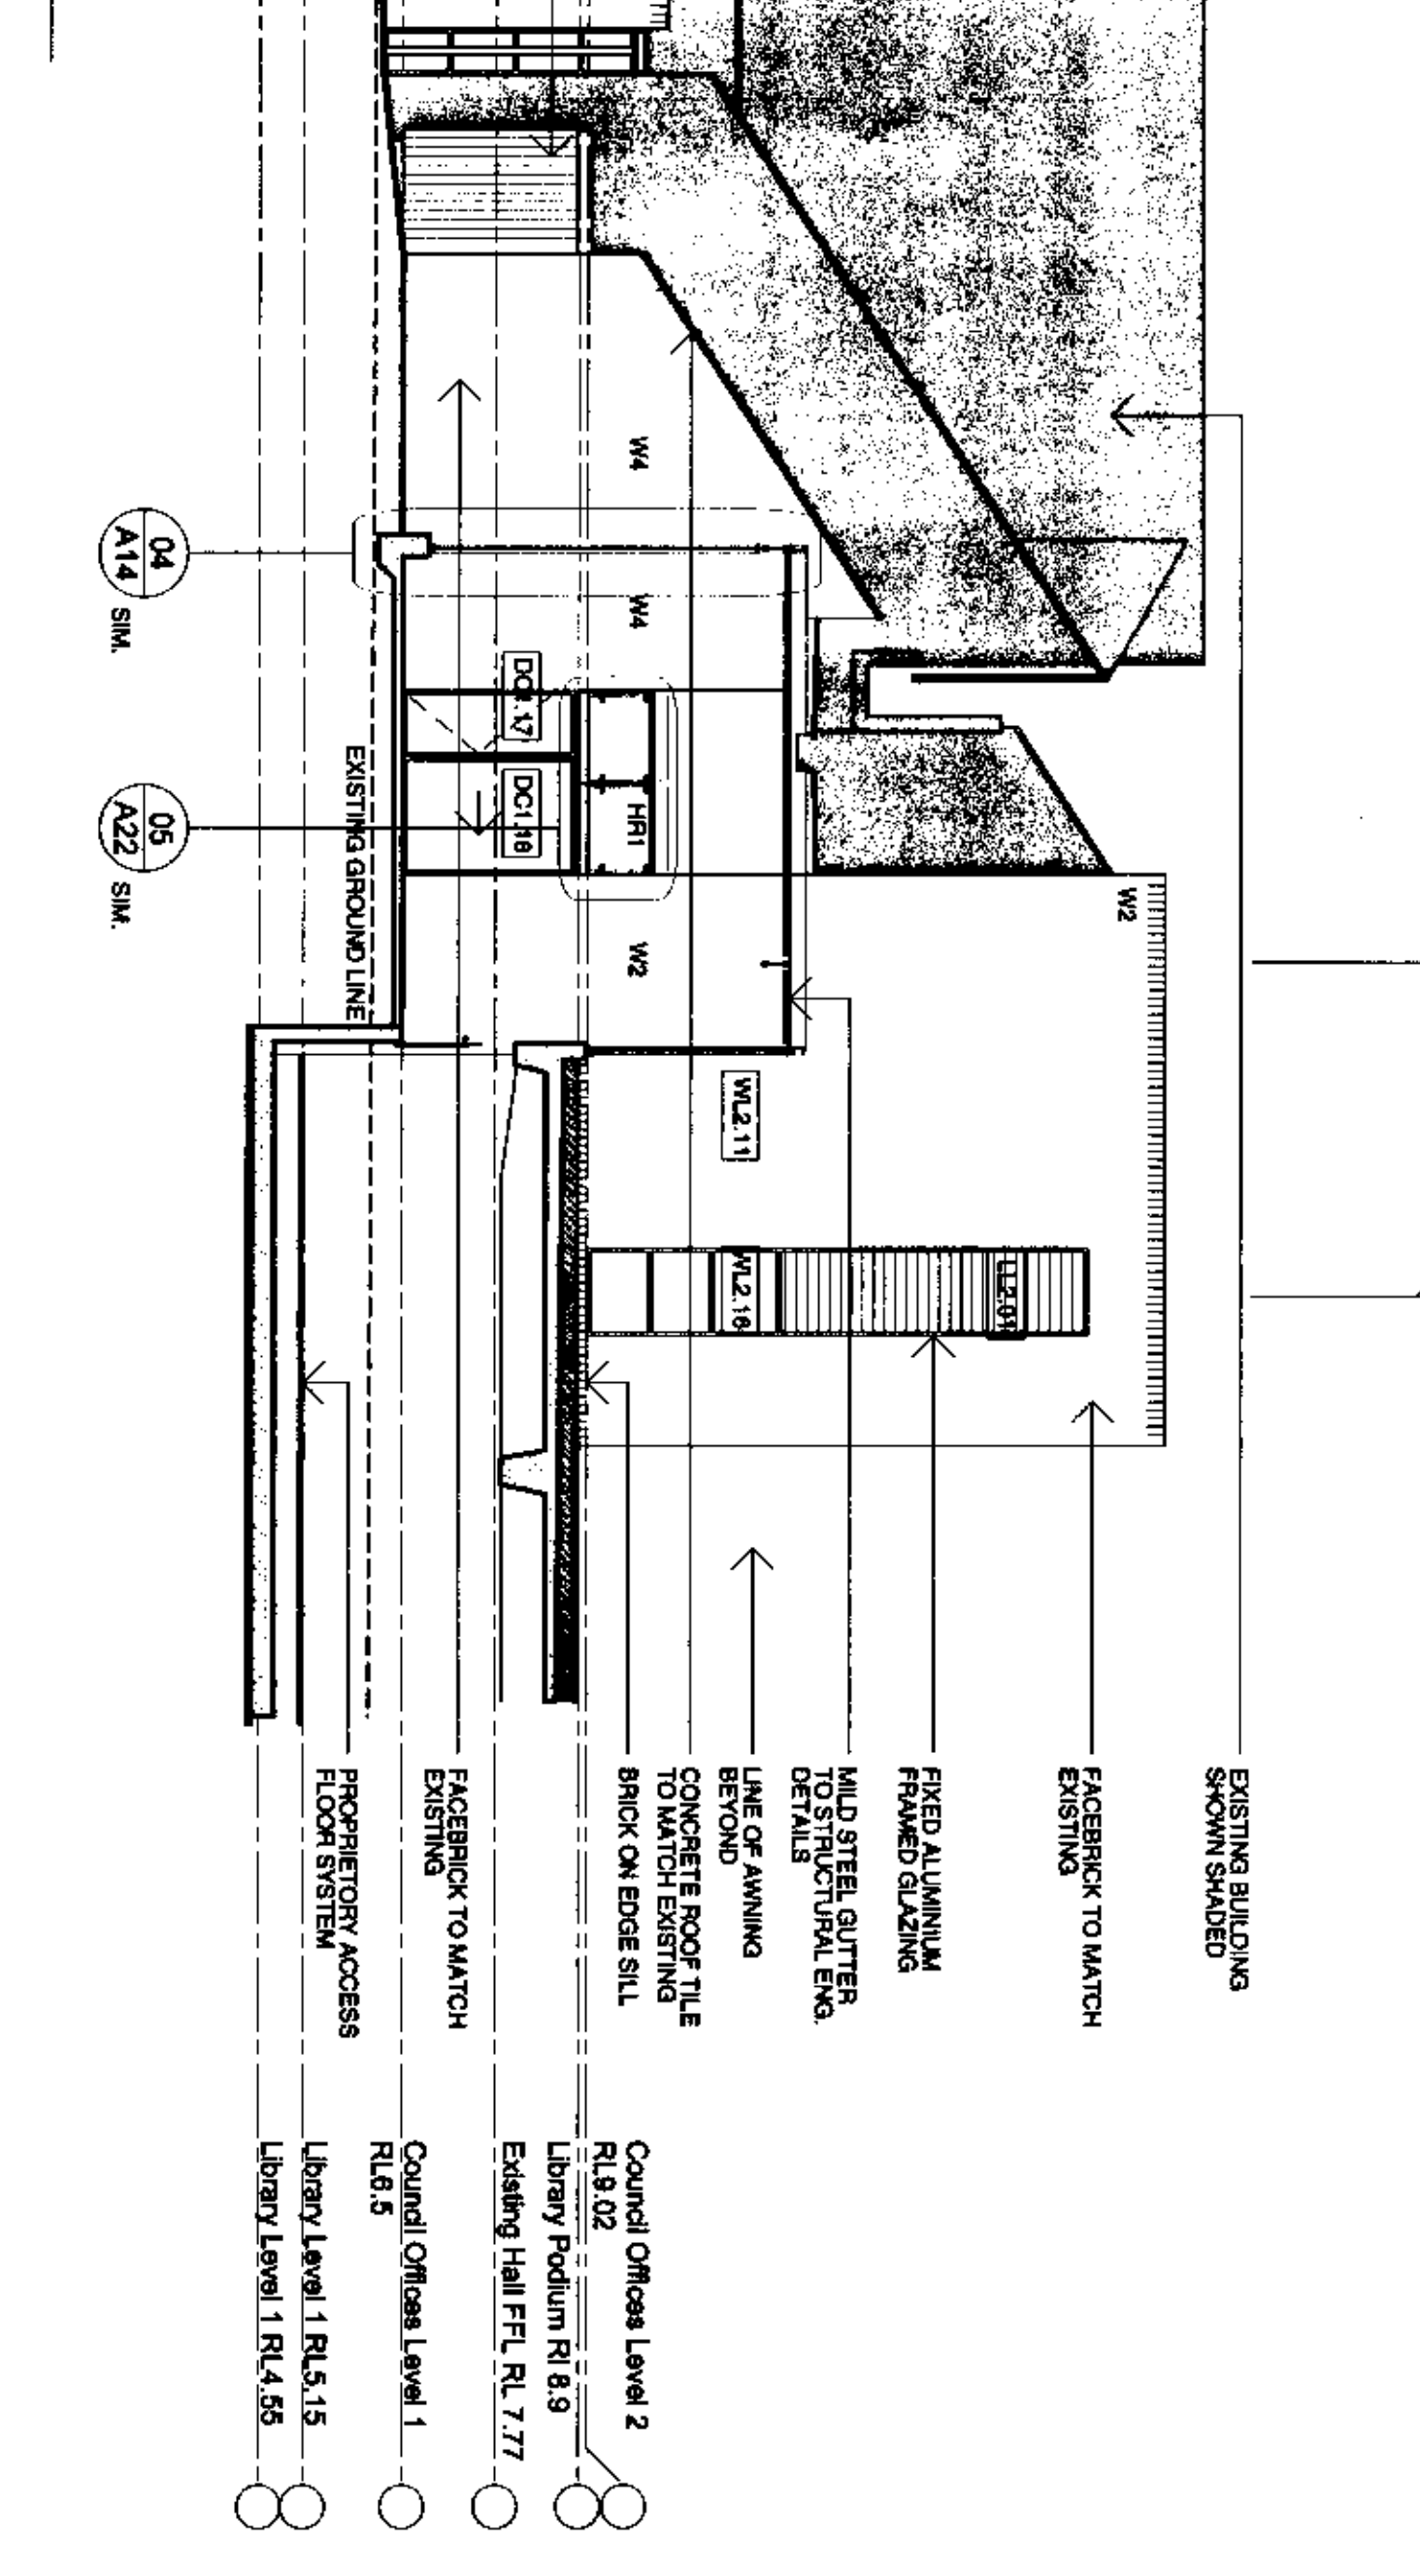 EXISTING BUILDING
SHOWN SHADED
FACEBRICK TO MATCH
EXISTING
FIXED ALUMINIUM
FRAMED GLAZING
MILD STEEL GUTTER
TO STRUCTURAL ENG.
DETAILS
LINE OF AWNING
BEYOND
CONCRETE ROOF TILE
TO MATCH EXISTING
BRICK ON EDGE SILL
FACEBRICK TO MATCH
EXISTING
PROPRIETORY ACCESS
FLOOR SYSTEM
Council Offices Level 2
RL9.02
Library Podium Rl 8.9
Existing Hall FFL RL 7.77
Council Offices Level 1
RL6.5
Library Level 1 RL5.15
Library Level 1 RL4.55
W2
LL2.01
WL2.11
WL2.16
W4
W4
HR1
W2
DC1.17
DC1.16
EXISTING GROUND LINE
04
A14
SIM.
05
A22
SIM.